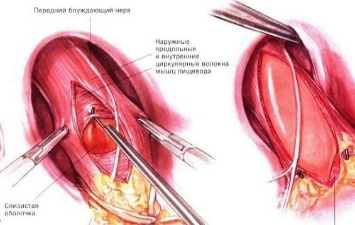 Передний блуждающий нерв
Наружные
продольные
и внутренние
циркулярные волокна
мышц пищевода
Слизистая
оболочка